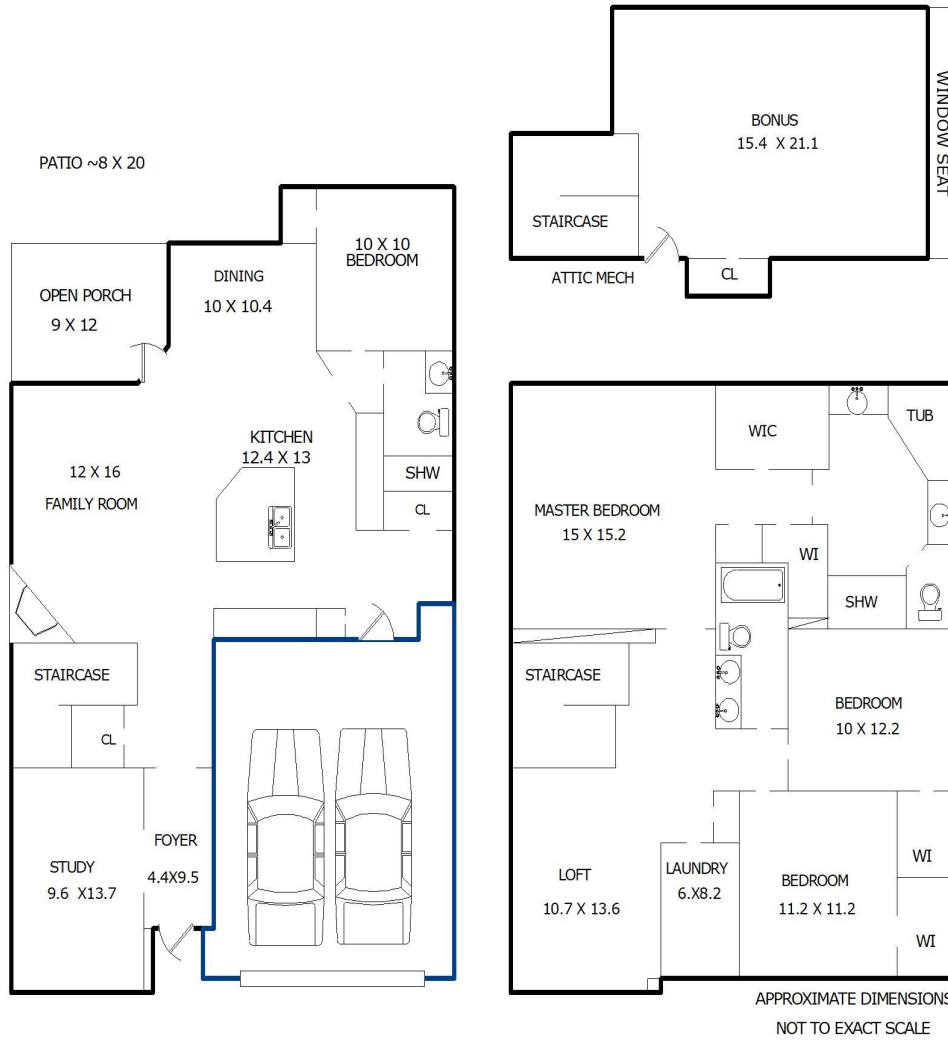 PATIO ~8 X 20
OPEN PORCH
9 X 12
DINING
10 X 10.4
10 X 10
BEDROOM
KITCHEN
12.4 X 13
12 X 16
FAMILY ROOM
SHW
CL
STAIRCASE
CL
STUDY
9.6 X13.7
FOYER
4.4X9.5
BONUS
15.4 X 21.1
WINDOW SEAT
STAIRCASE
ATTIC MECH
CL
WIC
TUB
MASTER BEDROOM
15 X 15.2
WI
SHW
STAIRCASE
BEDROOM
10 X 12.2
LOFT
10.7 X 13.6
LAUNDRY
6.X8.2
BEDROOM
11.2 X 11.2
WI
WI
APPROXIMATE DIMENSIONS
NOT TO EXACT SCALE